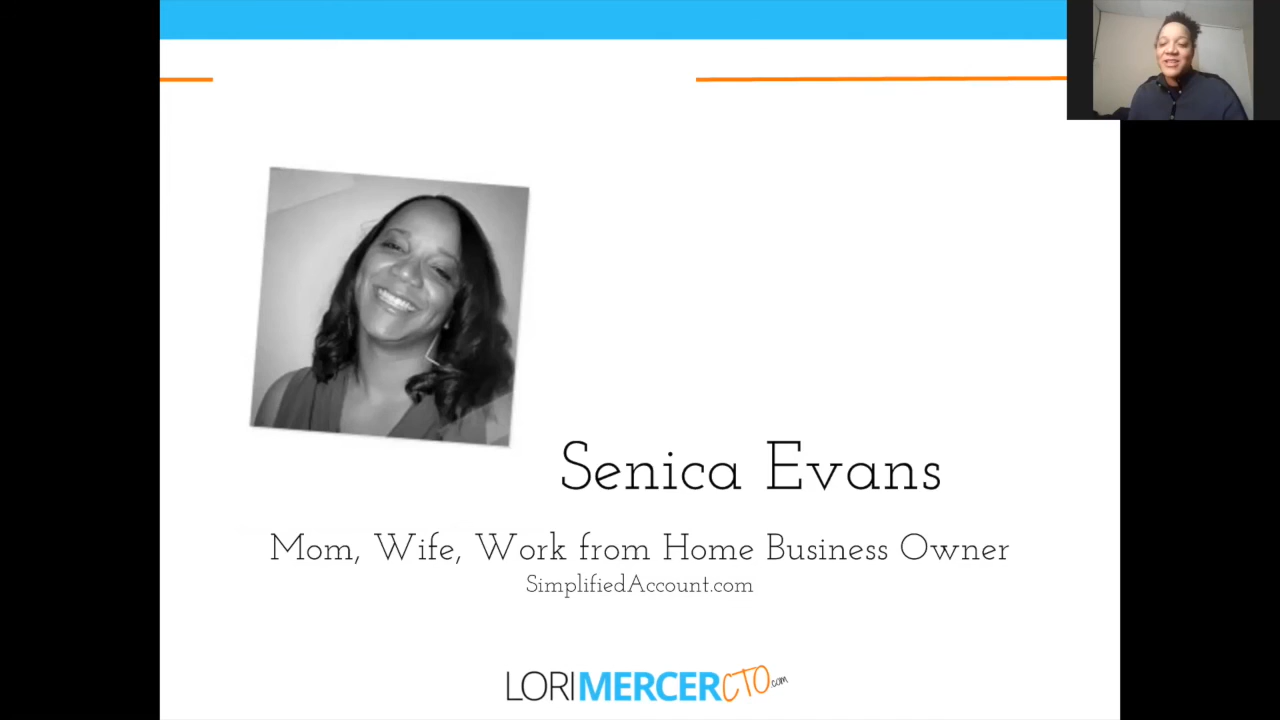 Senica Evans
Mom, Wife, Work from Home Business Owner
SimplifiedAccount.com
LORIMERCERCTO.com